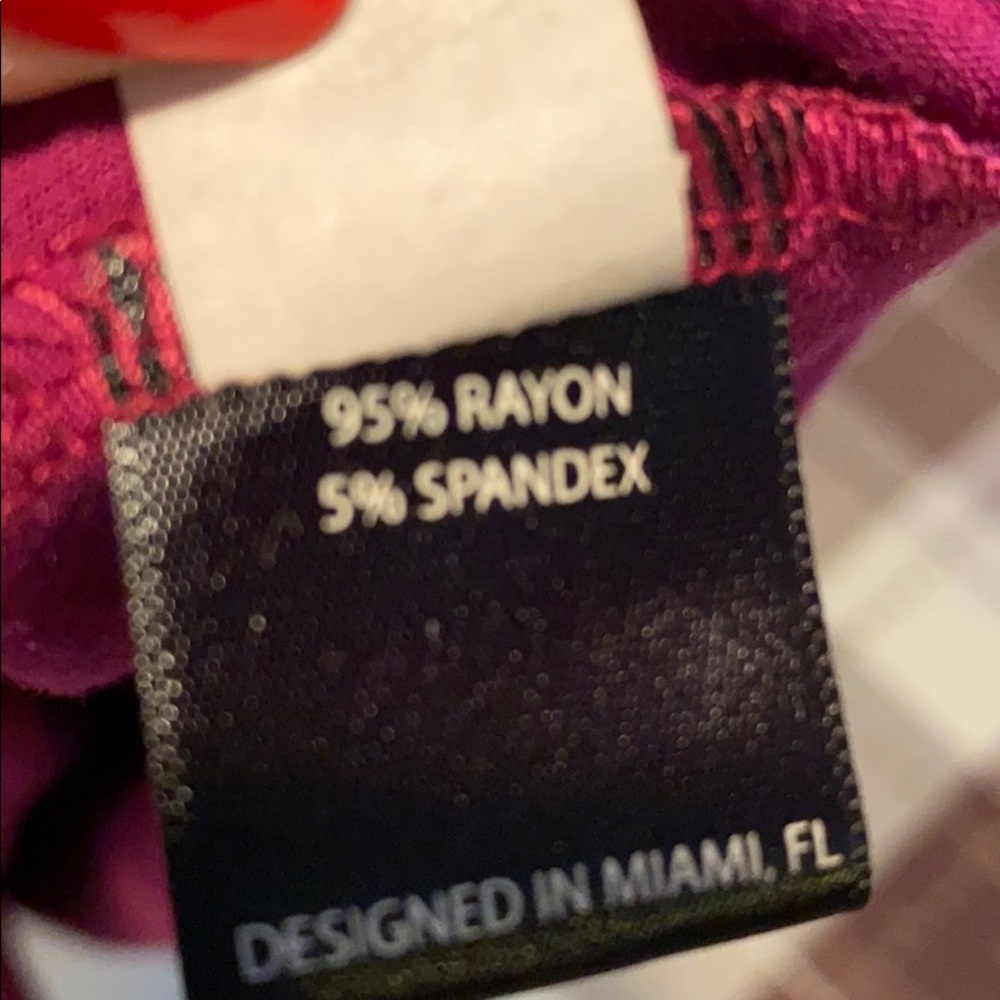 95% RAYON
5% SPANDEX
DESIGNED IN MIAMI, FL